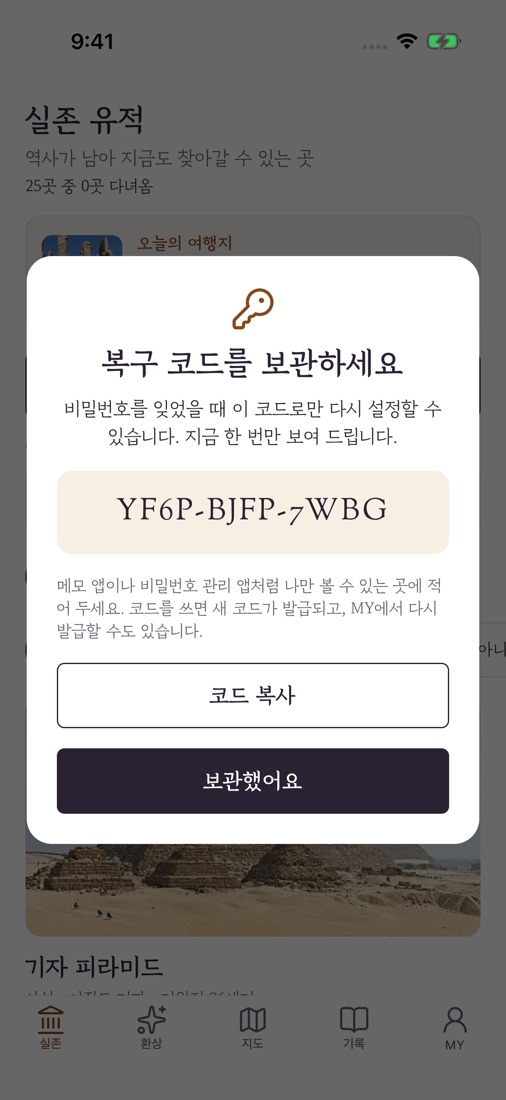 9:41
실존 유적
역사가 남아 지금도 찾아갈 수 있는 곳
25곳 중 0곳 다녀옴
오늘의 여행지
복구 코드를 보관하세요
비밀번호를 잊었을 때 이 코드로만 다시 설정할 수
있습니다. 지금 한 번만 보여 드립니다.
YF6P-BJFP-7WBG
메모 앱이나 비밀번호 관리 앱처럼 나만 볼 수 있는 곳에 적
어 두세요. 코드를 쓰면 새 코드가 발급되고, MY에서 다시
발급할 수도 있습니다.
코드 복사
보관했어요
기자 피라미드
실존
환상
지도
기록
MY